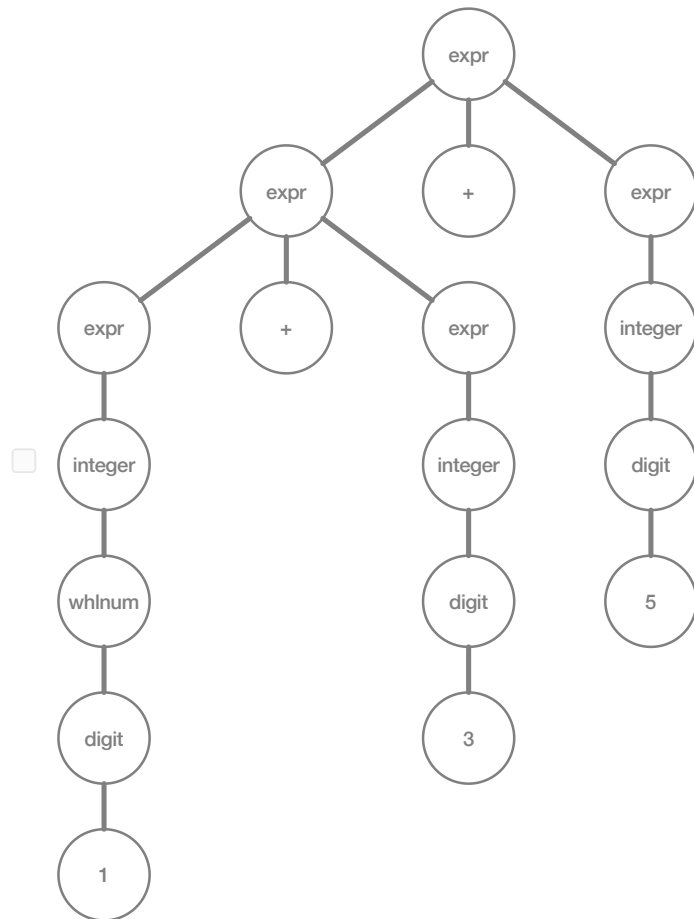 expr
expr + expr
expr + expr integer
integer integer digit
whlnum digit 5
digit 3
1